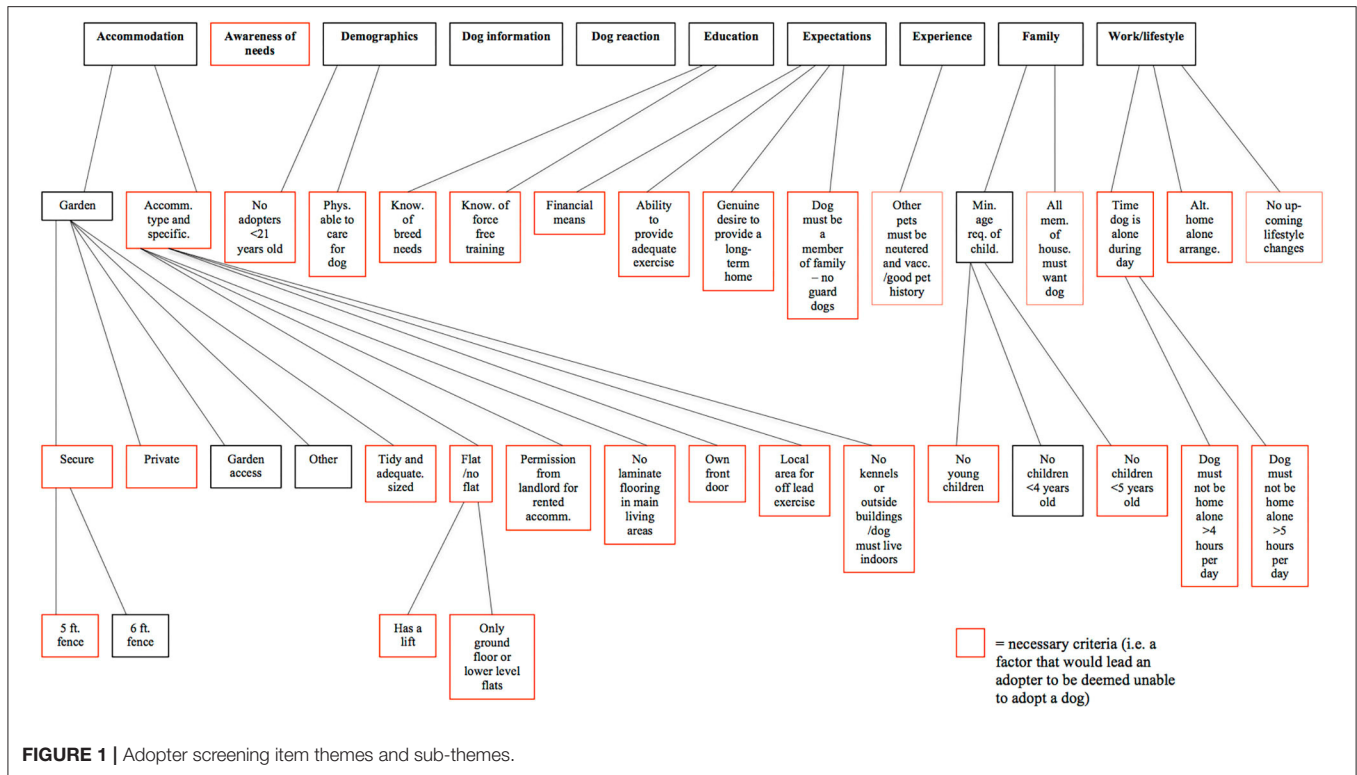 Accommodation
Awareness of
needs
Demographics
Dog information
Dog reaction
Education
Expectations
Experience
Family
Work/lifestyle
Garden
Accomm.
type and
specific.
No
adopters
<21
years old
Phys.
able to
care
for
dog
Know.
of
breed
needs
Know. of
force
free
training
Financial
means
Ability
to
provide
adequate
exercise
Genuine
desire to
provide a
long-
term
home
Dog
must be
a
member
of family
– no
guard
dogs
Other
pets
must be
neutered
and vacc.
/good pet
history
Min.
age
req. of
child.
All
mem.
of
house.
must
want
dog
Time
dog is
alone
during
day
Alt.
home
alone
arrange.
No up-
coming
lifestyle
changes
Secure
Private
Garden
access
Other
Tidy and
adequate.
sized
Flat
/no
flat
Permission
from
landlord for
rented
accomm.
No
laminate
flooring
in main
living
areas
Own
front
door
Local
area for
off lead
exercise
No
kennels
or
outside
buildings
/dog
must live
indoors
No
young
children
No
children
<4 years
old
No
children
<5 years
old
Dog
must
not be
home
alone
>4
hours
per
day
Dog
must
not be
home
alone
>5
hours
per
day
5 ft.
fence
6 ft.
fence
Has a
lift
Only
ground
floor or
lower level
flats
= necessary criteria (i.e. a
factor that would lead an
adopter to be deemed unable
to adopt a dog)
FIGURE 1 | Adopter screening item themes and sub-themes.